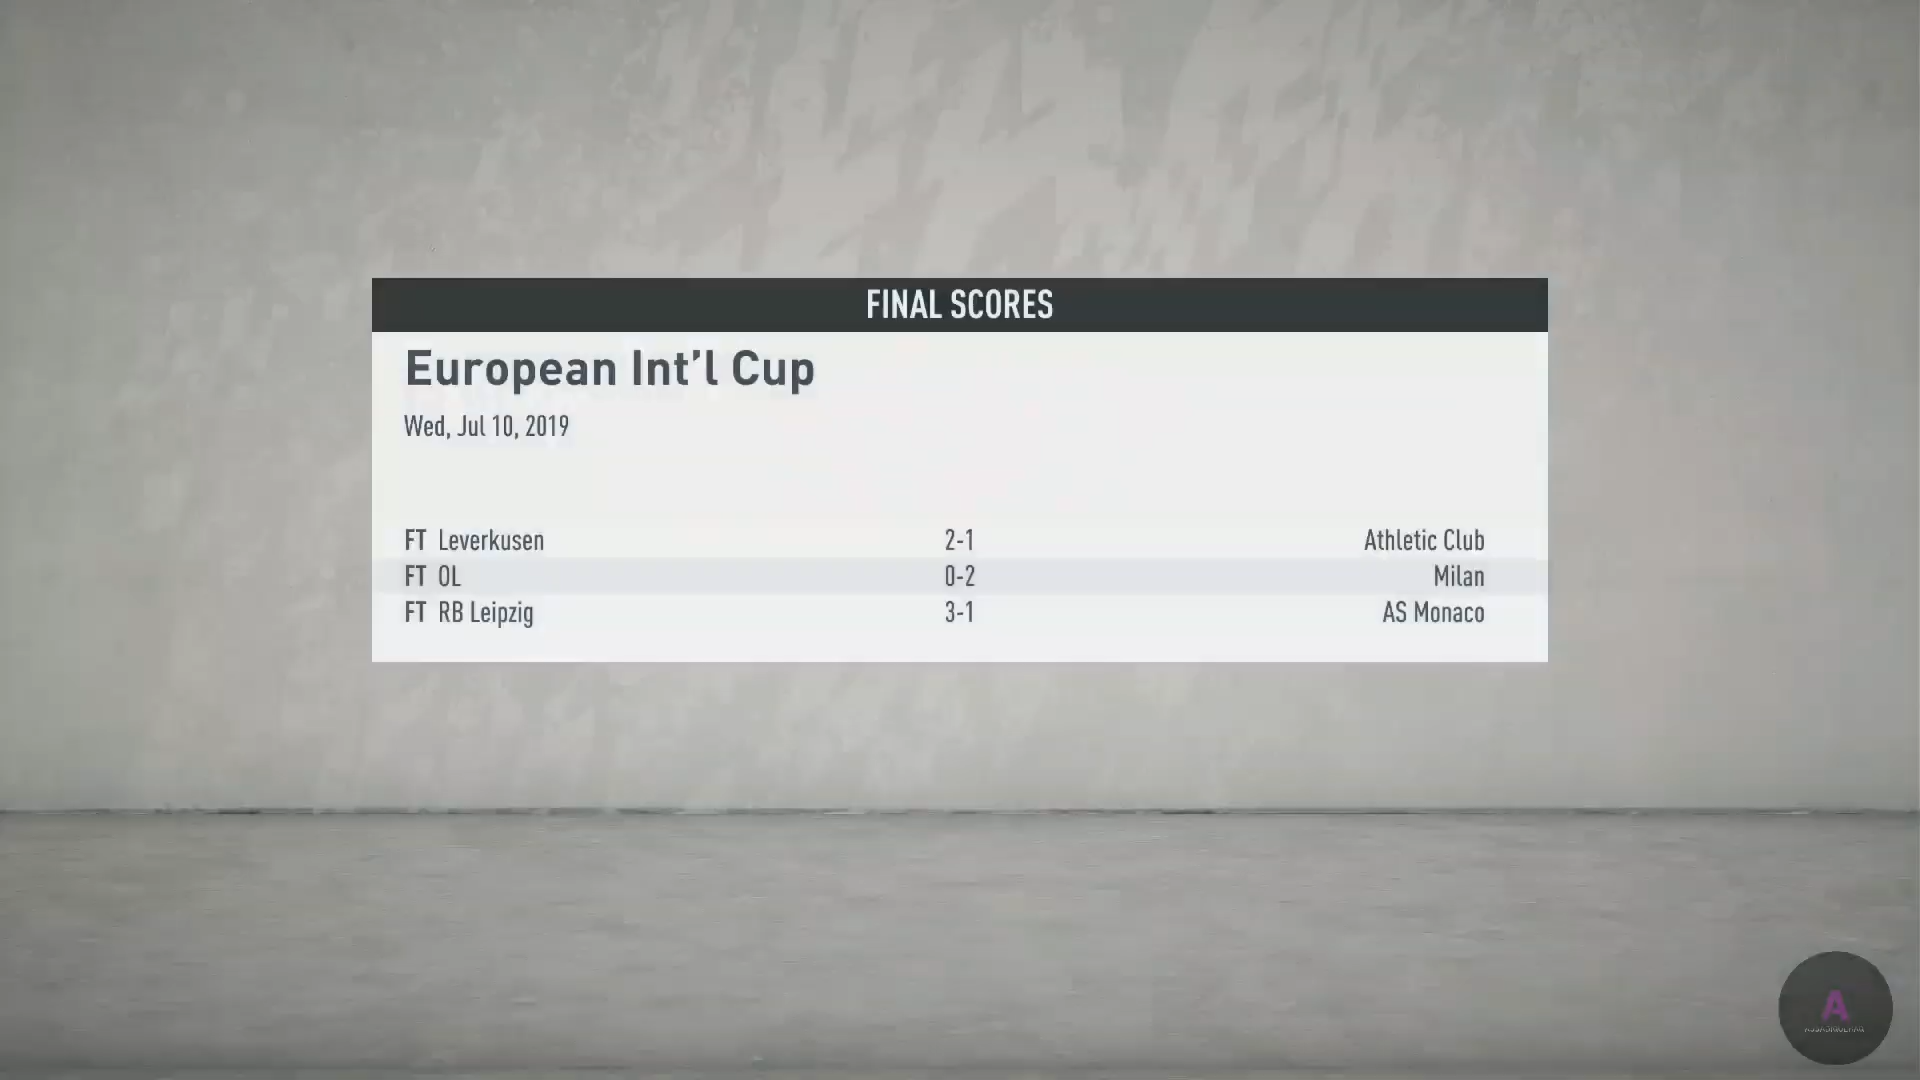 FINAL SCORES
European Int'l Cup
Wed, Jul 10, 2019
FT Leverkusen 2-1 Athletic Club
FT OL 0-2 Milan
FT RB Leipzig 3-1 AS Monaco
A